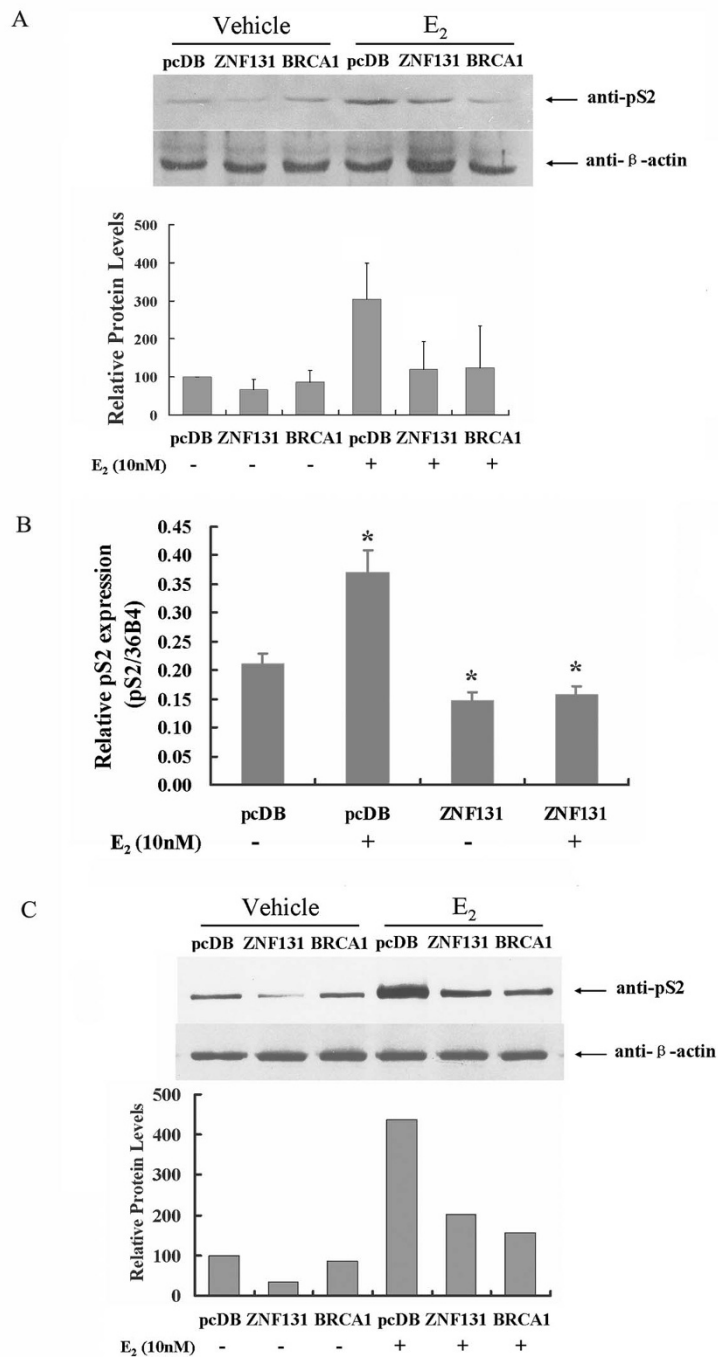 A
Vehicle E2
pcDB ZNF131 BRCA1 pcDB ZNF131 BRCA1
anti-pS2
anti-β-actin
Relative Protein Levels
500
400
300
200
100
0
pcDB ZNF131 BRCA1 pcDB ZNF131 BRCA1
E2 (10nM) - - - + + +
B
Relative pS2 expression
(pS2/36B4)
0.45
0.40
0.35
0.30
0.25
0.20
0.15
0.10
0.05
0.00
* * *
pcDB pcDB ZNF131 ZNF131
E2 (10nM) - + - +
C
Vehicle E2
pcDB ZNF131 BRCA1 pcDB ZNF131 BRCA1
anti-pS2
anti-β-actin
Relative Protein Levels
500
400
300
200
100
0
pcDB ZNF131 BRCA1 pcDB ZNF131 BRCA1
E2 (10nM) - - - + + +